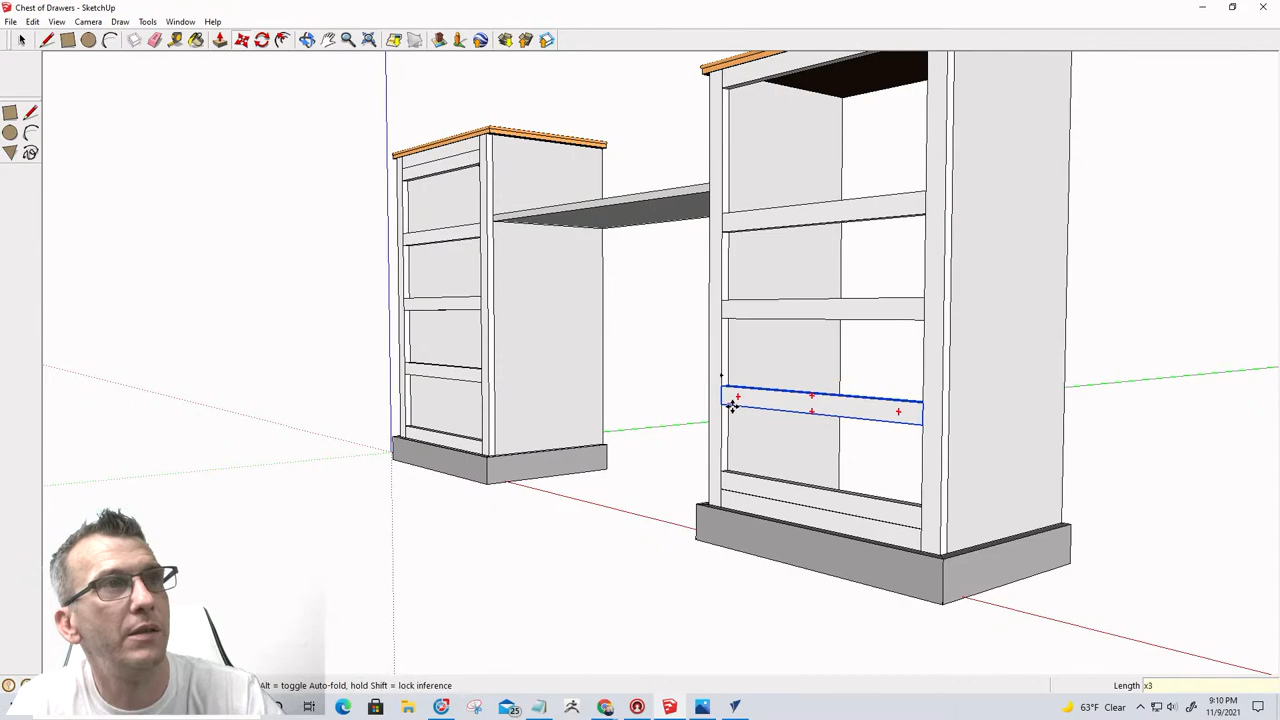 Chest of Drawers - SketchUp
File Edit View Camera Draw Tools Window Help
Alt = toggle Auto-fold, hold Shift = lock inference
Length x3
25
63°F Clear
9:10 PM
11/9/2021